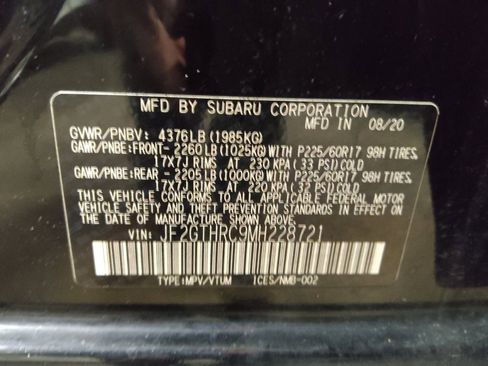 MFD BY SUBARU CORPORATION
MFD IN 08/20
GVWR/PNBV: 4376LB(1985KG)
GAWR/PNBE:FRONT- 2260LB(1025KG)WITH P225/60R17 98H TIRES,
17X7J RIMS AT 230 KPA(33 PSI)COLD
GAWR/PNBE:REAR - 2205LB(1000KG)WITH P225/60R17 98H TIRES,
17X7J RIMS AT 220 KPA(32 PSI)COLD
THIS VEHICLE CONFORMS TO ALL APPLICABLE FEDERAL MOTOR
VEHICLE SAFETY AND THEFT PREVENTION STANDARDS IN EFFECT
ON THE DATE OF MANUFACTURE SHOWN ABOVE.
VIN: JF2GTHRC9MH228721
TYPE:MPV/VTUM ICES/NMB-002